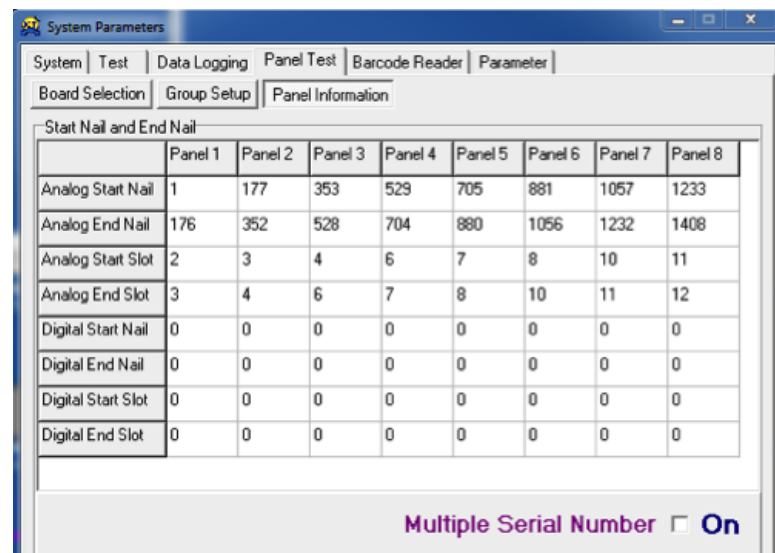 System Parameters
System Test Data Logging Panel Test Barcode Reader Parameter
Board Selection Group Setup Panel Information
Start Nail and End Nail
Panel 1 Panel 2 Panel 3 Panel 4 Panel 5 Panel 6 Panel 7 Panel 8
Analog Start Nail 1 177 353 529 705 881 1057 1233
Analog End Nail 176 352 528 704 880 1056 1232 1408
Analog Start Slot 2 3 4 6 7 8 10 11
Analog End Slot 3 4 6 7 8 10 11 12
Digital Start Nail 0 0 0 0 0 0 0 0
Digital End Nail 0 0 0 0 0 0 0 0
Digital Start Slot 0 0 0 0 0 0 0 0
Digital End Slot 0 0 0 0 0 0 0 0
Multiple Serial Number On